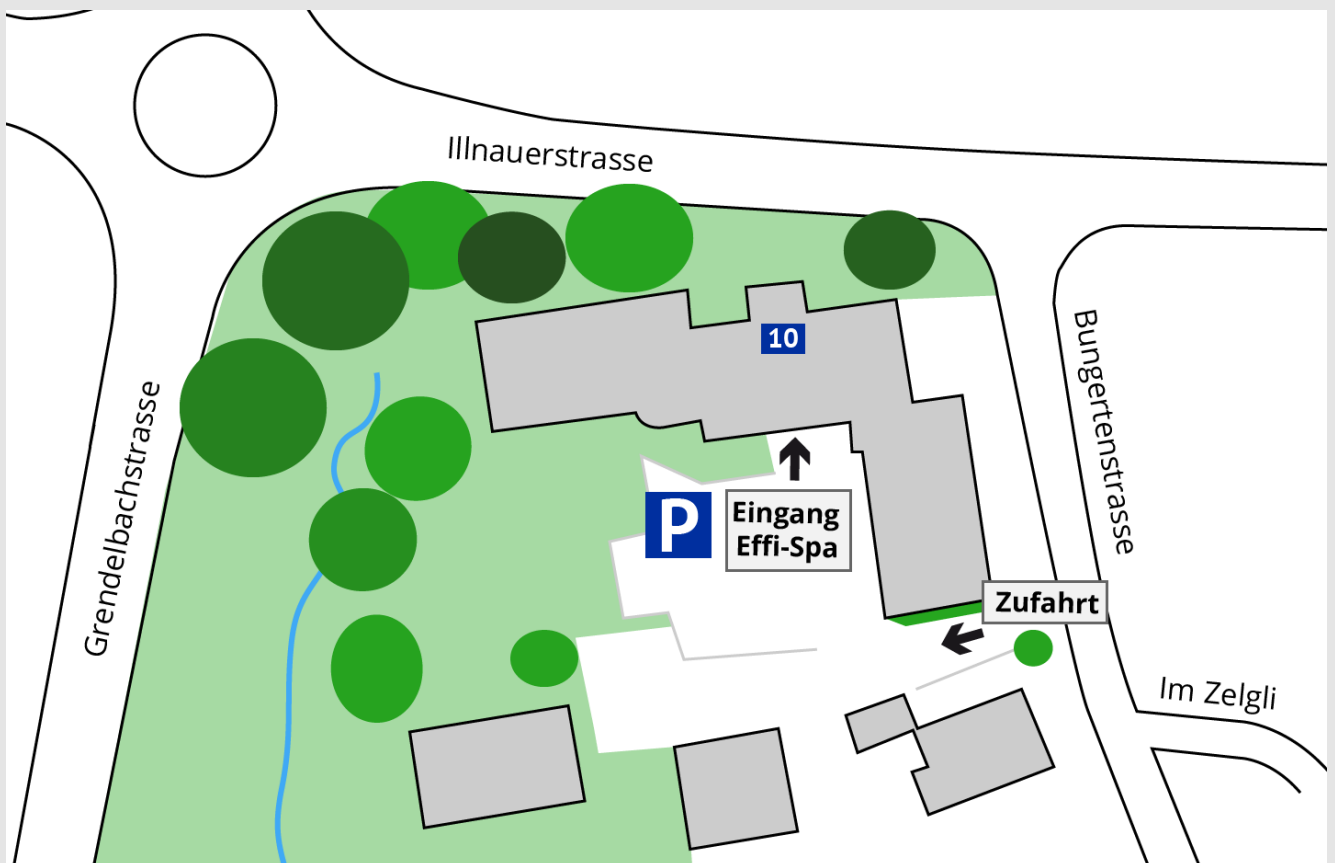 Illnauerstrasse
10
Bungertenstrasse
Grendelbachstrasse
P
Eingang
Effi-Spa
Zufahrt
Im Zelgli